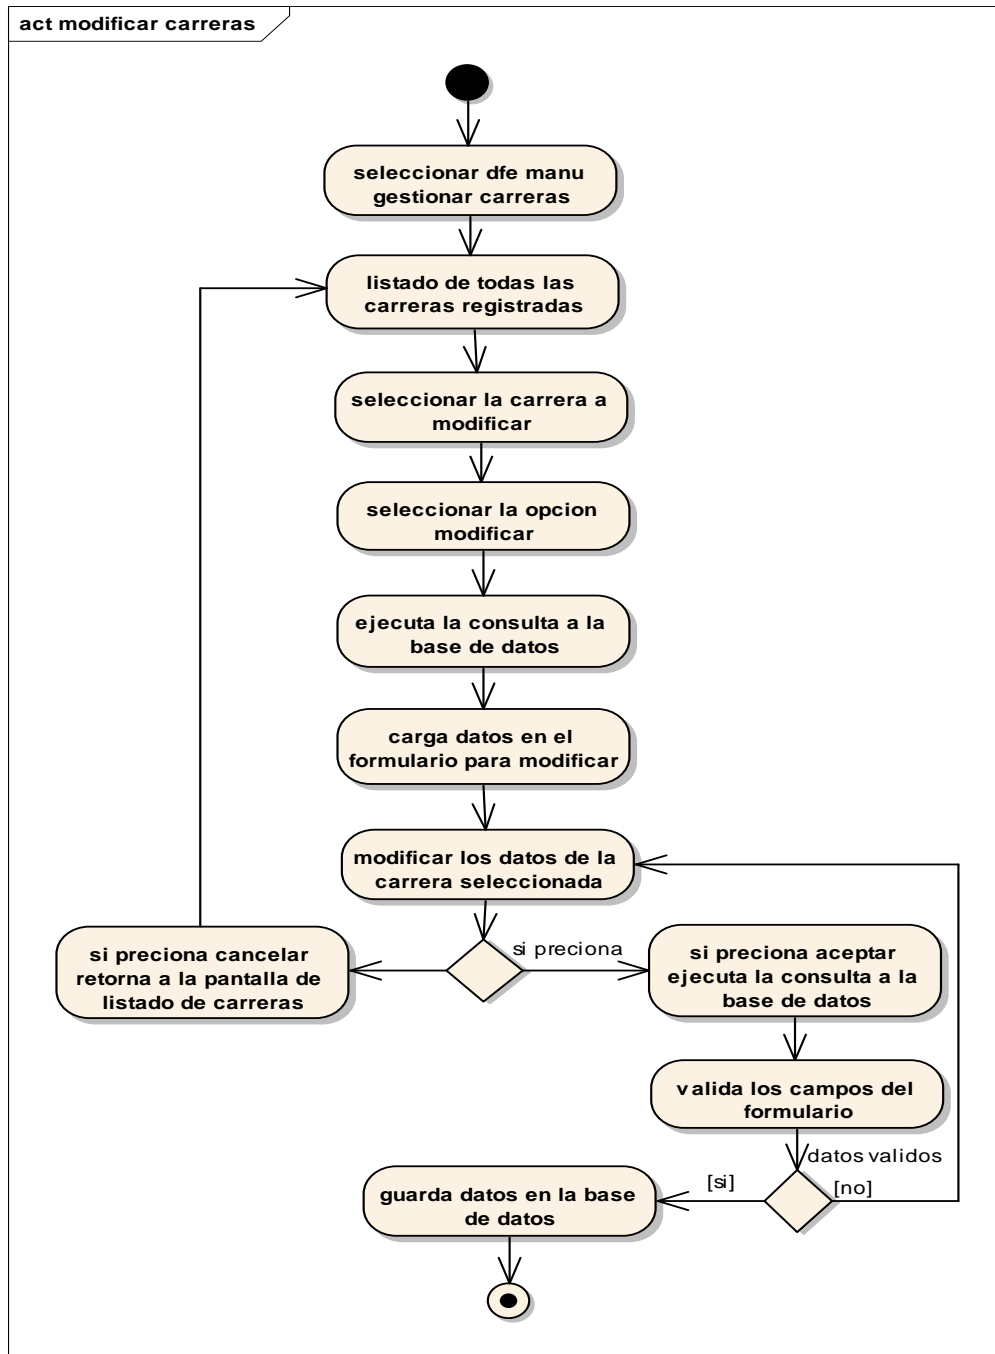 act modificar carreras
seleccionar dfe manu
gestionar carreras
listado de todas las
carreras registradas
seleccionar la carrera a
modificar
seleccionar la opcion
modificar
ejecuta la consulta a la
base de datos
carga datos en el
formulario para modificar
modificar los datos de la
carrera seleccionada
si preciona cancelar
retorna a la pantalla de
listado de carreras
si preciona
si preciona aceptar
ejecuta la consulta a la
base de datos
valida los campos del
formulario
datos validos
[si]
[no]
guarda datos en la base
de datos